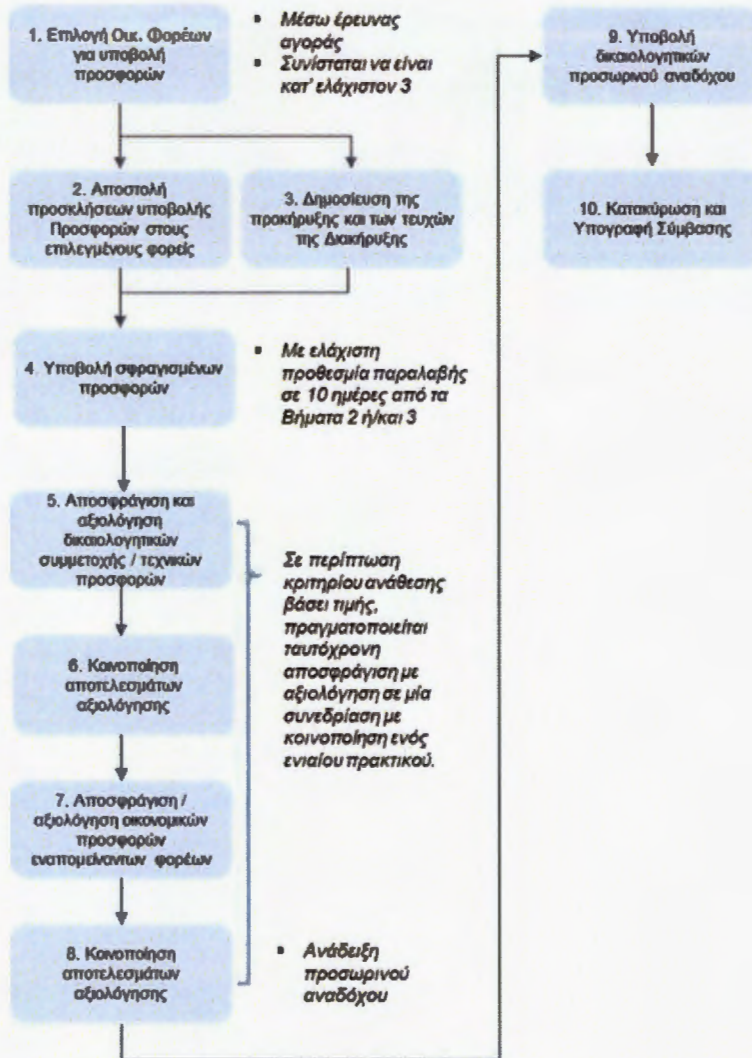 1. Επιλογή Οικ. Φορέων
για υποβολή
προσφορών
▪ Μέσω έρευνας
αγοράς
▪ Συνίσταται να είναι
κατ' ελάχιστον 3
2. Αποστολή
προσκλήσεων υποβολής
Προσφορών στους
επιλεγμένους φορείς
3. Δημοσίευση της
προκήρυξης και των τευχών
της Διακήρυξης
4. Υποβολή σφραγισμένων
προσφορών
▪ Με ελάχιστη
προθεσμία παραλαβής
σε 10 ημέρες από τα
Βήματα 2 ή/και 3
5. Αποσφράγιση και
αξιολόγηση
δικαιολογητικών
συμμετοχής / τεχνικών
προσφορών
Σε περίπτωση
κριτηρίου ανάθεσης
βάσει τιμής,
πραγματοποιείται
ταυτόχρονη
αποσφράγιση με
αξιολόγηση σε μία
συνεδρίαση με
κοινοποίηση ενός
ενιαίου πρακτικού.
6. Κοινοποίηση
αποτελεσμάτων
αξιολόγησης
7. Αποσφράγιση /
αξιολόγηση οικονομικών
προσφορών
εναπομείναντων φορέων
8. Κοινοποίηση
αποτελεσμάτων
αξιολόγησης
▪ Ανάδειξη
προσωρινού
αναδόχου
9. Υποβολή
δικαιολογητικών
προσωρινού αναδόχου
10. Κατακύρωση και
Υπογραφή Σύμβασης